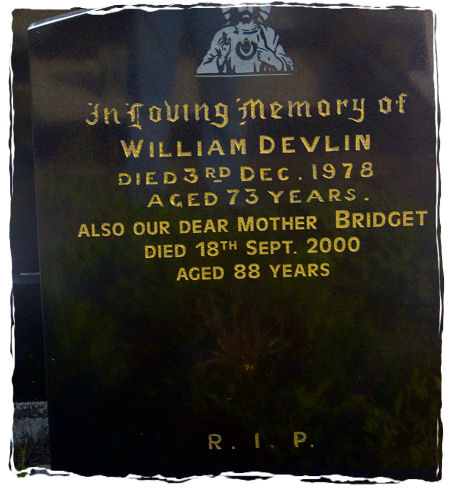 In Loving Memory of
WILLIAM DEVLIN
DIED 3RD DEC. 1978
AGED 73 YEARS.
ALSO OUR DEAR MOTHER BRIDGET
DIED 18TH SEPT. 2000
AGED 88 YEARS
R. I. P.